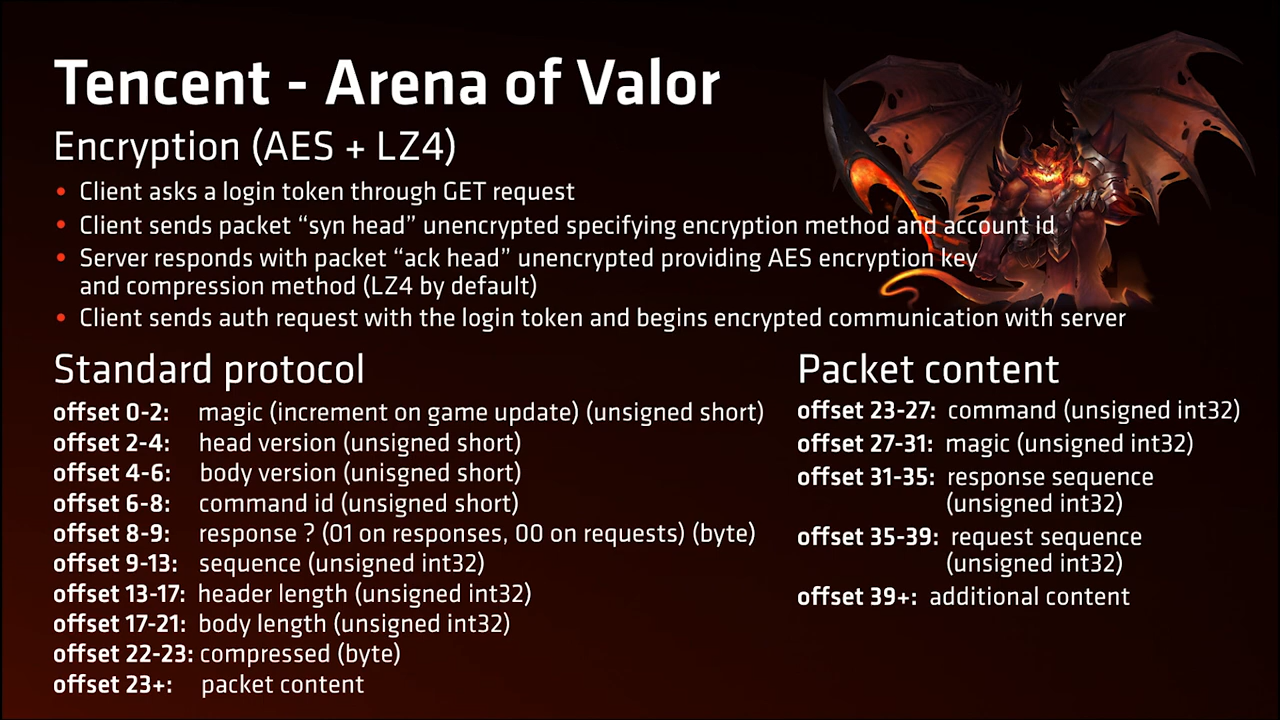 Tencent - Arena of Valor
Encryption (AES + LZ4)
• Client asks a login token through GET request
• Client sends packet “syn head” unencrypted specifying encryption method and account id
• Server responds with packet “ack head” unencrypted providing AES encryption key
and compression method (LZ4 by default)
• Client sends auth request with the login token and begins encrypted communication with server
Standard protocol
offset 0-2: magic (increment on game update) (unsigned short)
offset 2-4: head version (unsigned short)
offset 4-6: body version (unisgned short)
offset 6-8: command id (unsigned short)
offset 8-9: response ? (01 on responses, 00 on requests) (byte)
offset 9-13: sequence (unsigned int32)
offset 13-17: header length (unsigned int32)
offset 17-21: body length (unsigned int32)
offset 22-23: compressed (byte)
offset 23+: packet content
Packet content
offset 23-27: command (unsigned int32)
offset 27-31: magic (unsigned int32)
offset 31-35: response sequence
(unsigned int32)
offset 35-39: request sequence
(unsigned int32)
offset 39+: additional content